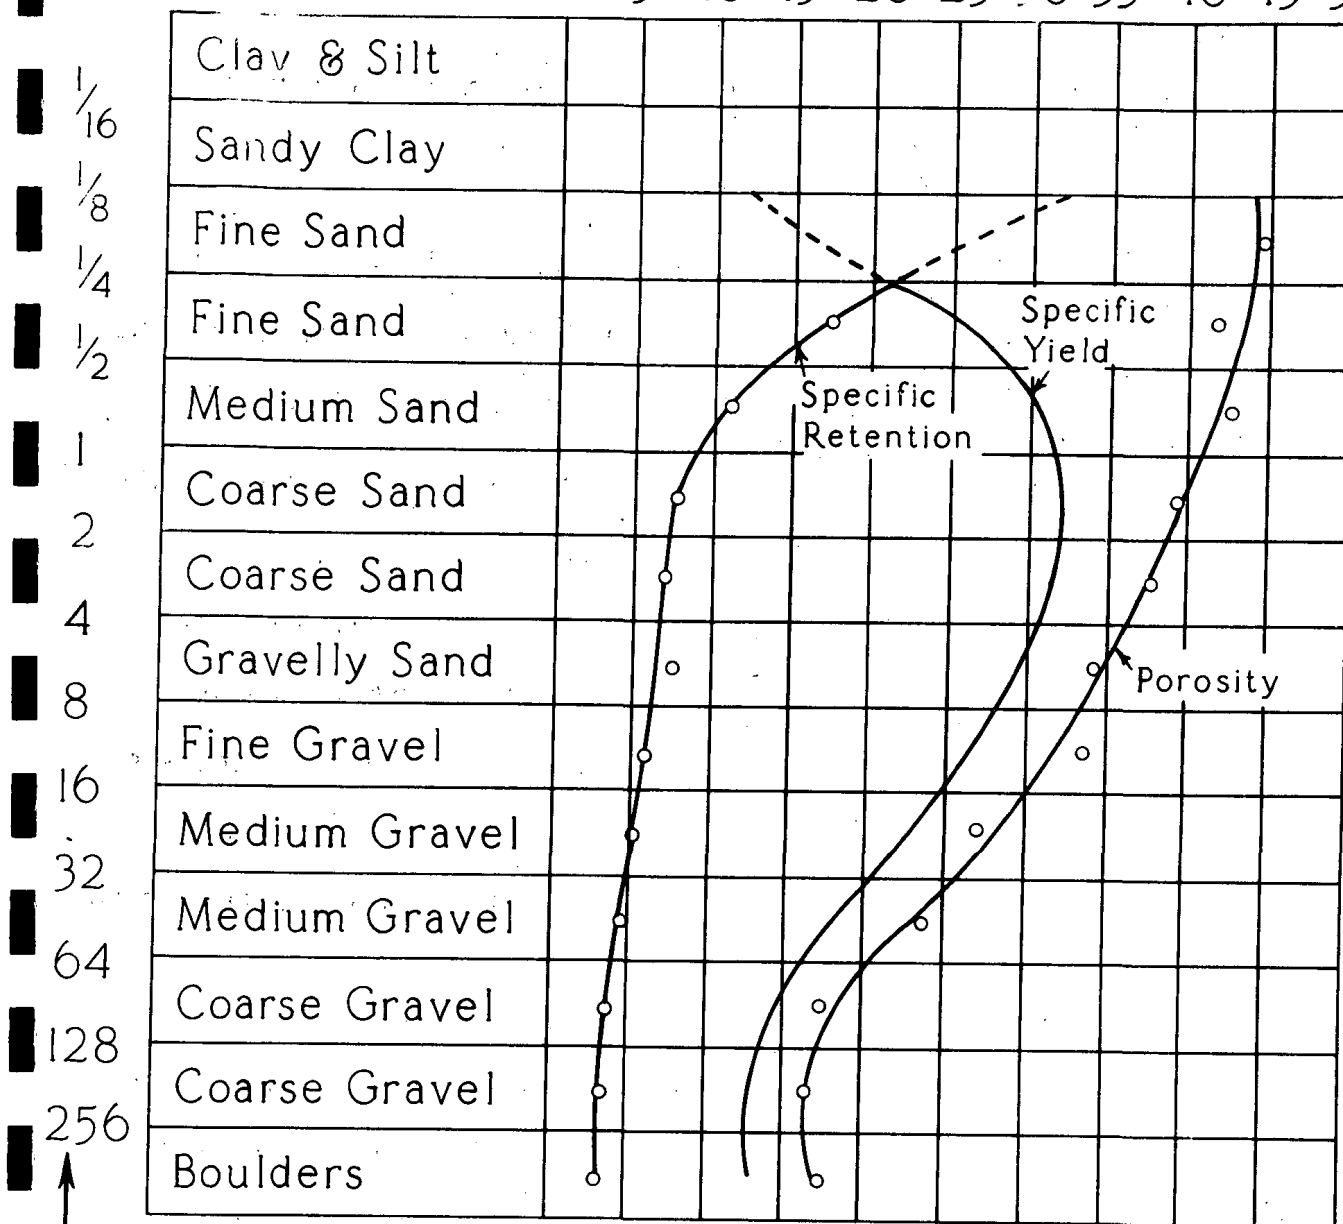 Clay & Silt
1/16
Sandy Clay
1/8
Fine Sand
1/4
Fine Sand
Specific
Yield
1/2
Medium Sand
Specific
Retention
1
Coarse Sand
2
Coarse Sand
4
Gravelly Sand
Porosity
8
Fine Gravel
16
Medium Gravel
32
Medium Gravel
64
Coarse Gravel
128
Coarse Gravel
256
Boulders